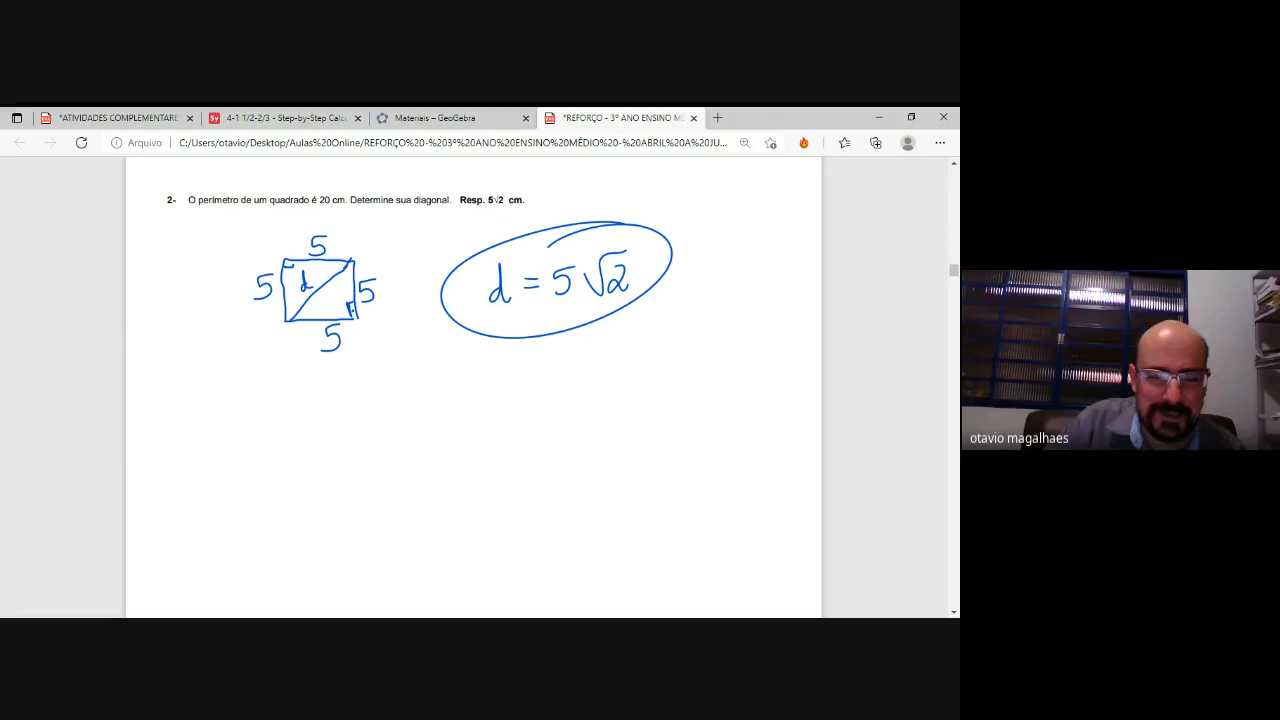 *ATIVIDADES COMPLEMENTARE
4-1 1/2-2/3 - Step-by-Step Calcu
Materiais – GeoGebra
*REFORÇO - 3º ANO ENSINO MÉ
Arquivo
C:/Users/otavio/Desktop/Aulas%20Online/REFORÇO%20-%203º%20ANO%20ENSINO%20MÉDIO%20-%20ABRIL%20A%20JU...
2- O perímetro de um quadrado é 20 cm. Determine sua diagonal. Resp. 5√2 cm.
5
5 d 5
5
d = 5√2
otavio magalhaes